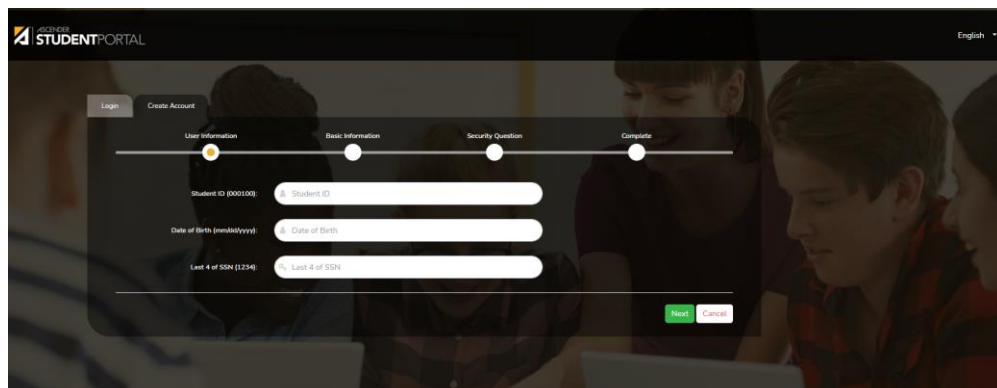 ASCENDER
STUDENTPORTAL
English
Login
Create Account
User Information
Basic Information
Security Question
Complete
Student ID (000100):
Student ID
Date of Birth (mm/dd/yyyy):
Date of Birth
Last 4 of SSN (1234):
Last 4 of SSN
Next
Cancel